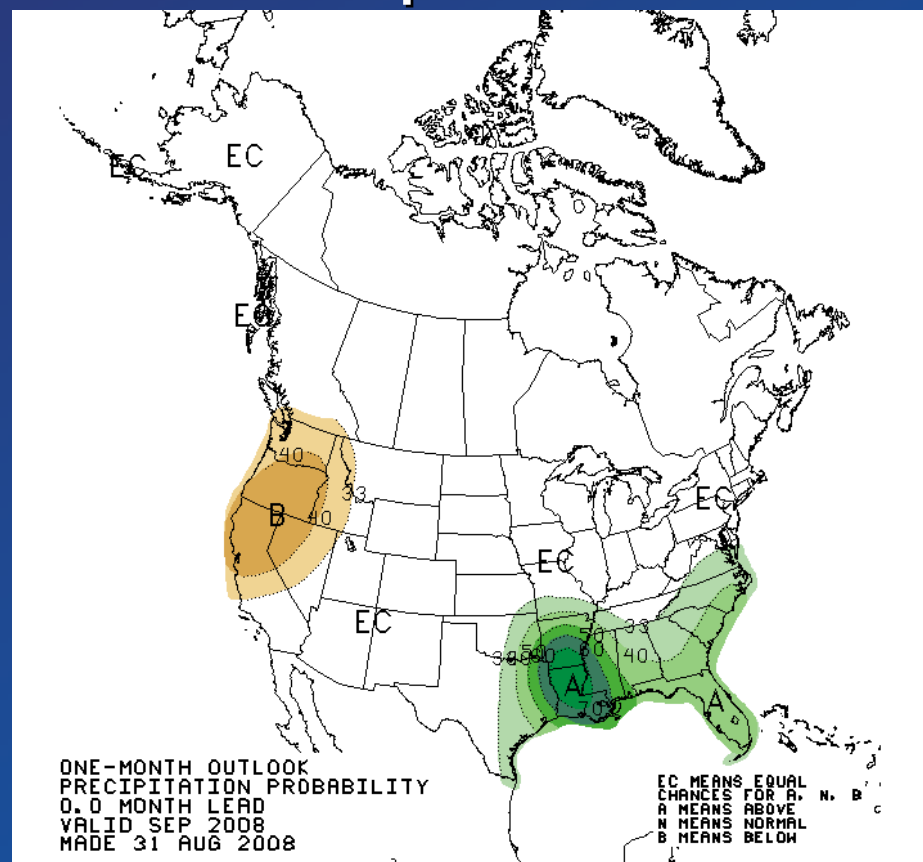 EC
EC
EC
40
33
B
40
EC
EC
EC
33
50
60
40
50
A
70
A
ONE-MONTH OUTLOOK
PRECIPITATION PROBABILITY
0.0 MONTH LEAD
VALID SEP 2008
MADE 31 AUG 2008
EC MEANS EQUAL
CHANCES FOR A, N, B
A MEANS ABOVE
N MEANS NORMAL
B MEANS BELOW